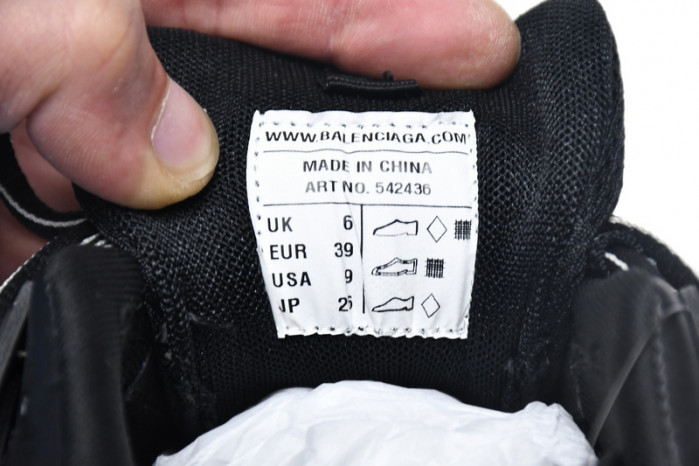 WWW.BALENCIAGA.COM
MADE IN CHINA
ART NO. 542436
UK 6
EUR 39
USA 9
JP 25